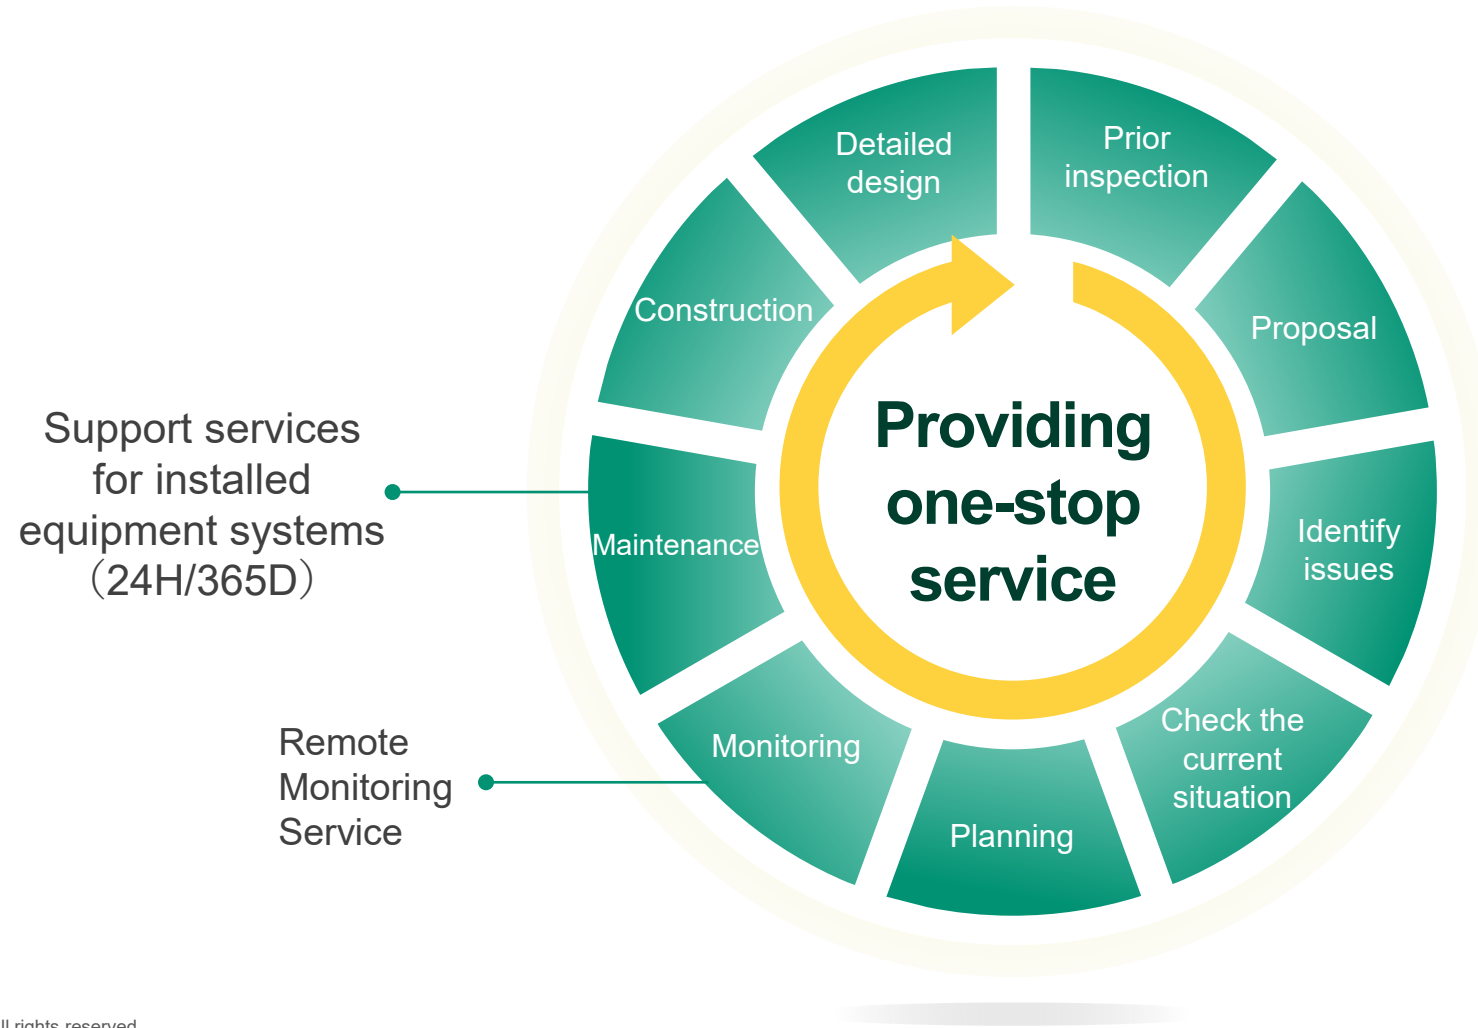 Detailed
design
Prior
inspection
Construction
Proposal
Support services
for installed
equipment systems
（24H/365D）
Providing
one-stop
service
Maintenance
Identify
issues
Check the
current
situation
Remote
Monitoring
Service
Monitoring
Planning
ll rights reserved